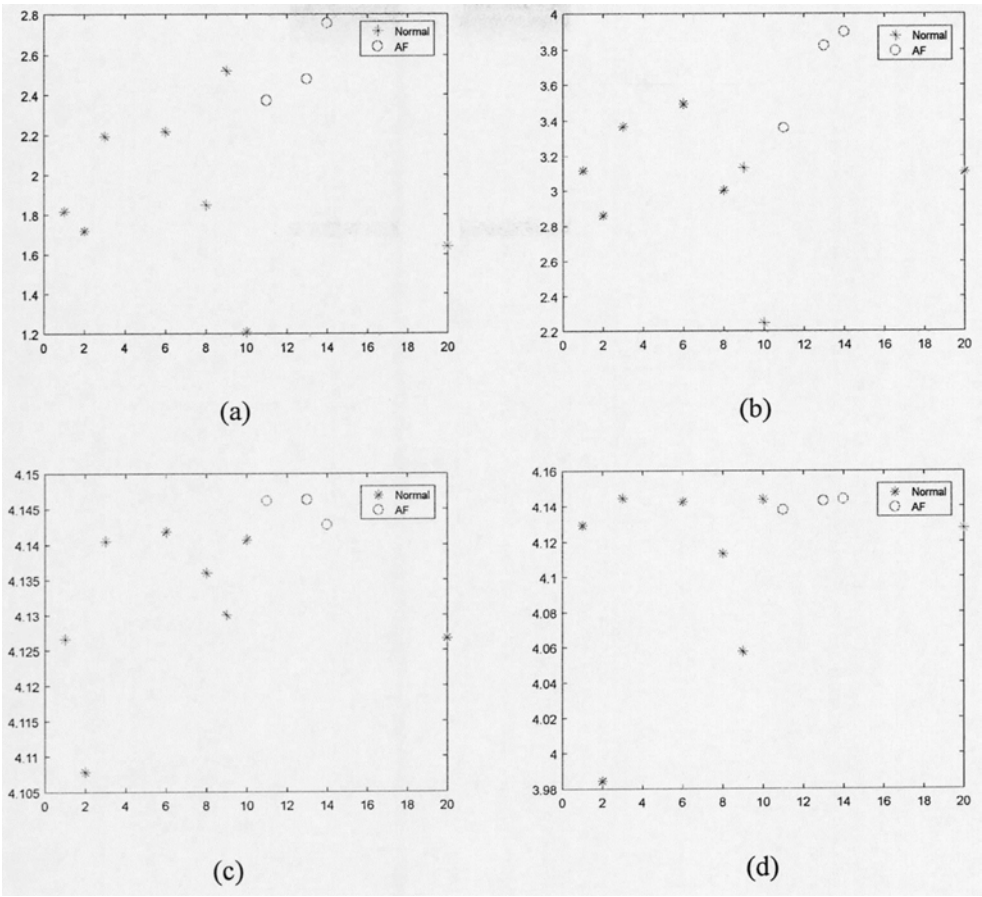 2.8
2.6
2.4
2.2
2
1.8
1.6
1.4
1.2
0 2 4 6 8 10 12 14 16 18 20
Normal
AF
(a)
4
3.8
3.6
3.4
3.2
3
2.8
2.6
2.4
2.2
0 2 4 6 8 10 12 14 16 18 20
Normal
AF
(b)
4.15
4.145
4.14
4.135
4.13
4.125
4.12
4.115
4.11
4.105
0 2 4 6 8 10 12 14 16 18 20
Normal
AF
(c)
4.16
4.14
4.12
4.1
4.08
4.06
4.04
4.02
4
3.98
0 2 4 6 8 10 12 14 16 18 20
Normal
AF
(d)